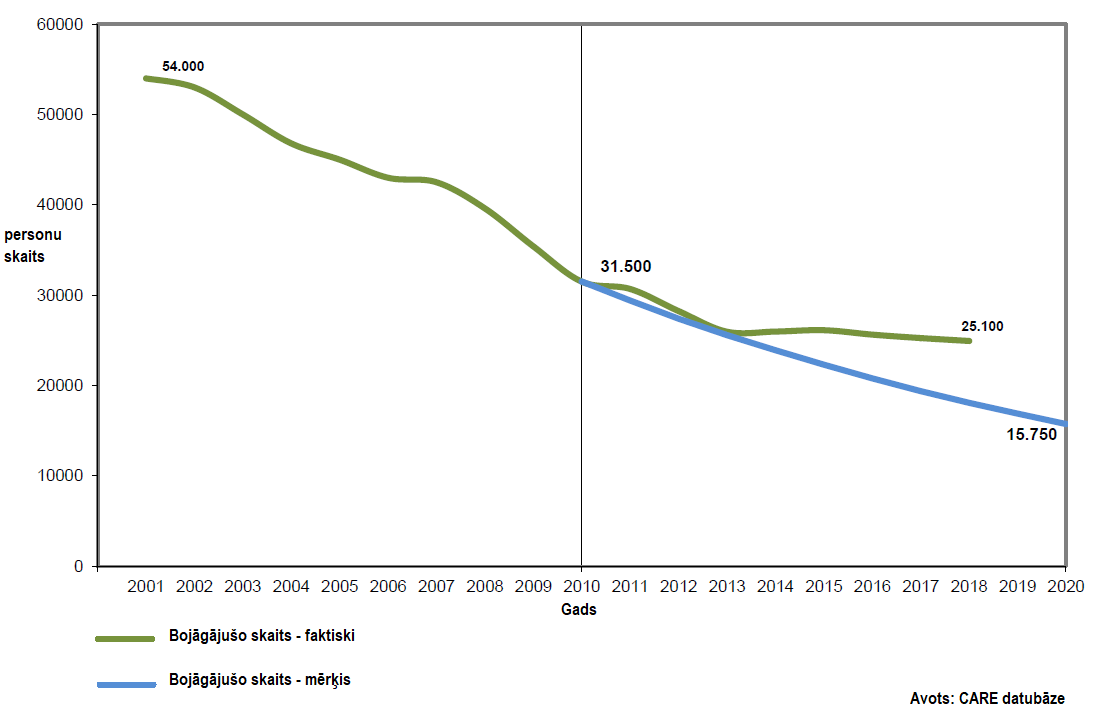 60000
54.000
50000
40000
personu
skaits
31.500
30000
25.100
20000
15.750
10000
0
2001 2002 2003 2004 2005 2006 2007 2008 2009 2010 2011 2012 2013 2014 2015 2016 2017 2018 2019 2020
Gads
Bojāgājušo skaits - faktiski
Bojāgājušo skaits - mērķis
Avots: CARE datubāze